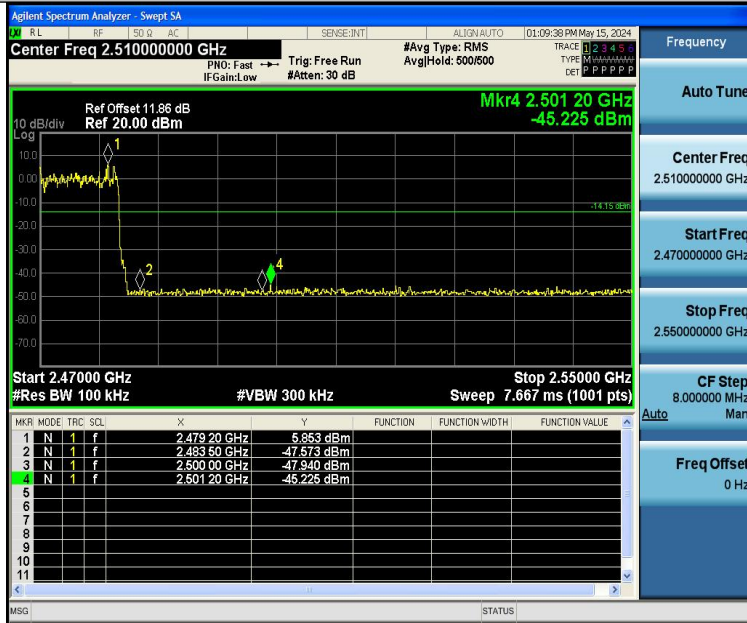 Agilent Spectrum Analyzer - Swept SA
LXI RL RF 50 Ω AC SENSE:INT ALIGN AUTO 01:09:38 PM May 15, 2024
Center Freq 2.510000000 GHz
PNO: Fast
IFGain:Low
Trig: Free Run
#Atten: 30 dB
#Avg Type: RMS
Avg|Hold: 500/500
TRACE 1 2 3 4 5 6
TYPE M
DET P P P P P P
Ref Offset 11.86 dB
10 dB/div Ref 20.00 dBm
Log
Mkr4 2.501 20 GHz
-45.225 dBm
10.0
0.00
-10.0
-20.0
-30.0
-40.0
-50.0
-60.0
-70.0
1
2
4
-14.15 dBm
Start 2.47000 GHz Stop 2.55000 GHz
#Res BW 100 kHz #VBW 300 kHz Sweep 7.667 ms (1001 pts)
MKR MODE TRC SCL X Y FUNCTION FUNCTION WIDTH FUNCTION VALUE
1 N 1 f 2.479 20 GHz 5.853 dBm
2 N 1 f 2.483 50 GHz -47.573 dBm
3 N 1 f 2.500 00 GHz -47.940 dBm
4 N 1 f 2.501 20 GHz -45.225 dBm
5
6
7
8
9
10
11
MSG STATUS
Frequency
Auto Tune
Center Freq
2.510000000 GHz
Start Freq
2.470000000 GHz
Stop Freq
2.550000000 GHz
CF Step
8.000000 MHz
Auto Man
Freq Offset
0 Hz